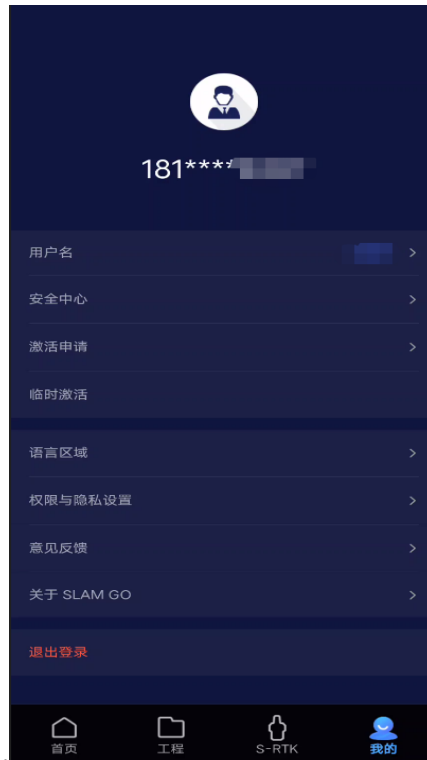 181****
用户名
安全中心
激活申请
临时激活
语言区域
权限与隐私设置
意见反馈
关于 SLAM GO
退出登录
首页
工程
S-RTK
我的